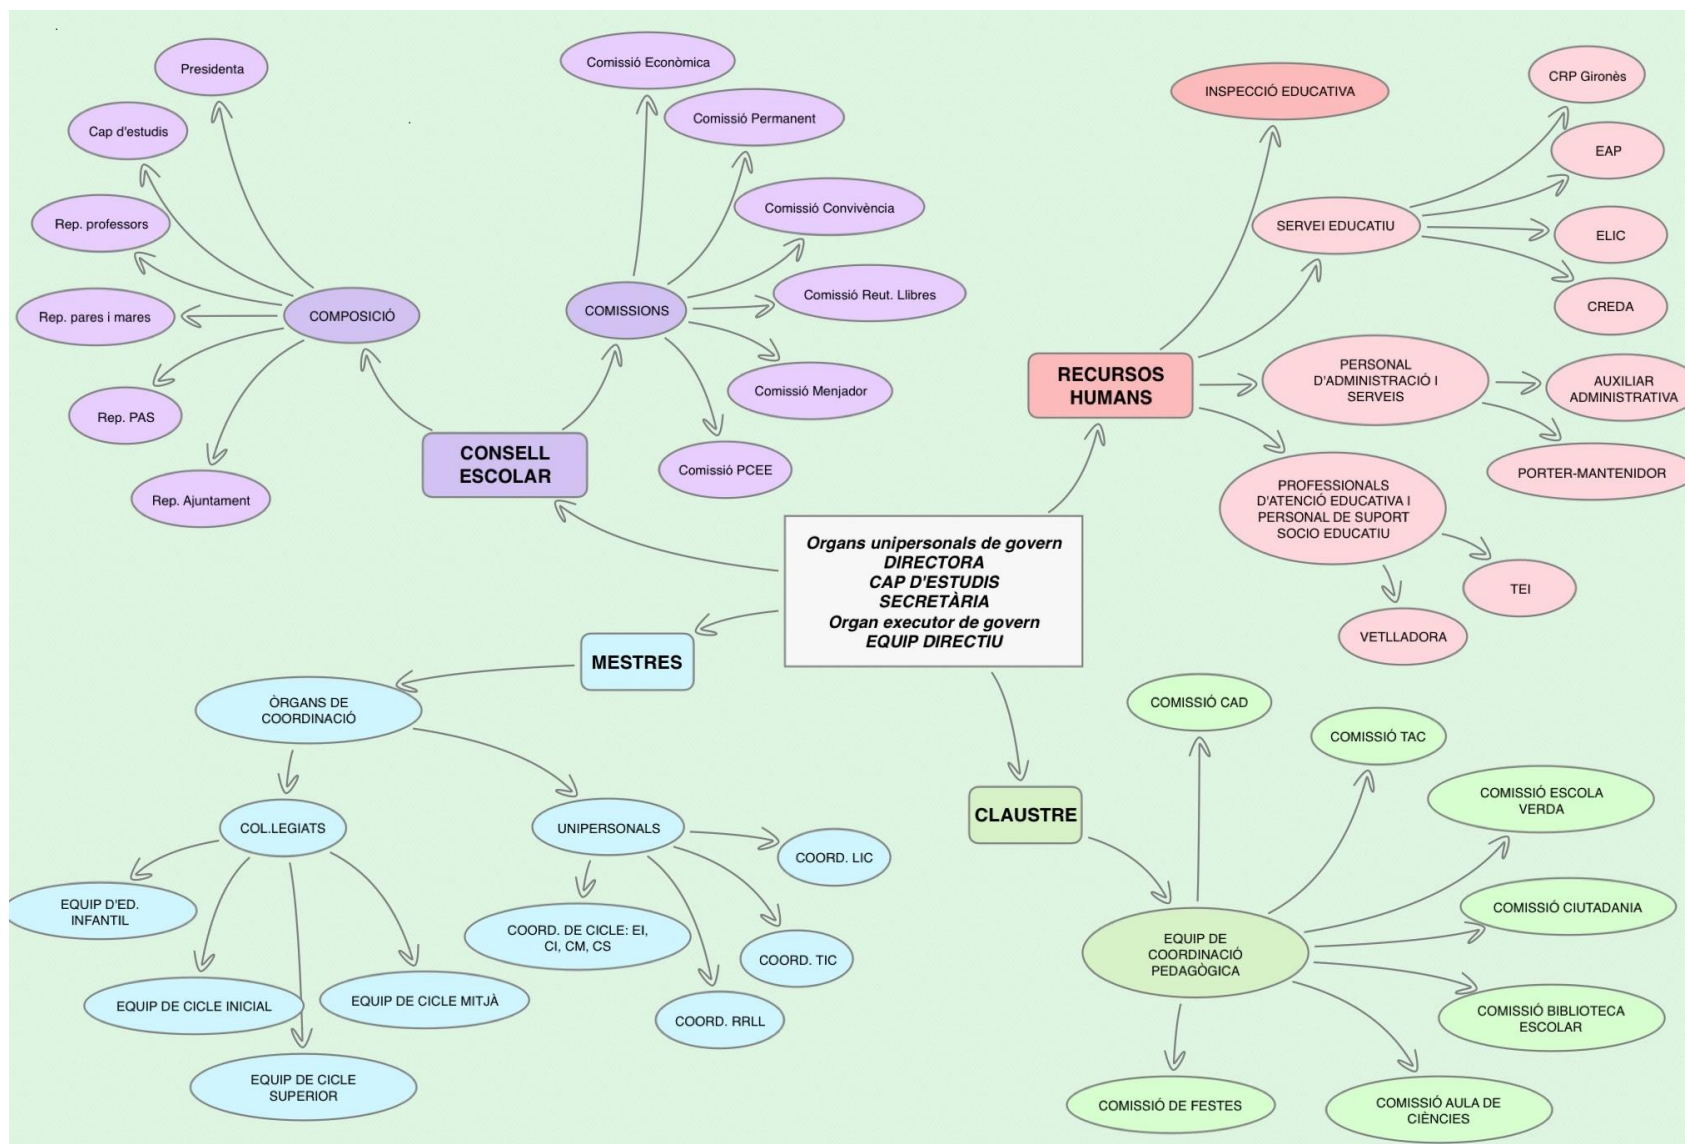 Presidenta
Cap d'estudis
Rep. professors
Rep. pares i mares
Rep. PAS
Rep. Ajuntament
COMPOSICIÓ
Comissió Econòmica
Comissió Permanent
Comissió Convivència
Comissió Reut. Llibres
Comissió Menjador
Comissió PCEE
COMISSIONS
CONSELL
ESCOLAR
INSPECCIÓ EDUCATIVA
CRP Gironès
EAP
ELIC
CREDA
SERVEI EDUCATIU
RECURSOS
HUMANS
PERSONAL
D'ADMINISTRACIÓ I
SERVEIS
AUXILIAR
ADMINISTRATIVA
PORTER-MANTENIDOR
PROFESSIONALS
D'ATENCIÓ EDUCATIVA I
PERSONAL DE SUPORT
SOCIO EDUCATIU
TEI
VETLLADORA
Organs unipersonals de govern
DIRECTORA
CAP D'ESTUDIS
SECRETÀRIA
Organ executor de govern
EQUIP DIRECTIU
MESTRES
ÒRGANS DE
COORDINACIÓ
COL.LEGIATS
UNIPERSONALS
EQUIP D'ED.
INFANTIL
EQUIP DE CICLE INICIAL
EQUIP DE CICLE MITJÀ
EQUIP DE CICLE
SUPERIOR
COORD. LIC
COORD. DE CICLE: EI,
CI, CM, CS
COORD. TIC
COORD. RRLL
CLAUSTRE
EQUIP DE
COORDINACIÓ
PEDAGÒGICA
COMISSIÓ CAD
COMISSIÓ TAC
COMISSIÓ ESCOLA
VERDA
COMISSIÓ CIUTADANIA
COMISSIÓ BIBLIOTECA
ESCOLAR
COMISSIÓ AULA DE
CIÈNCIES
COMISSIÓ DE FESTES